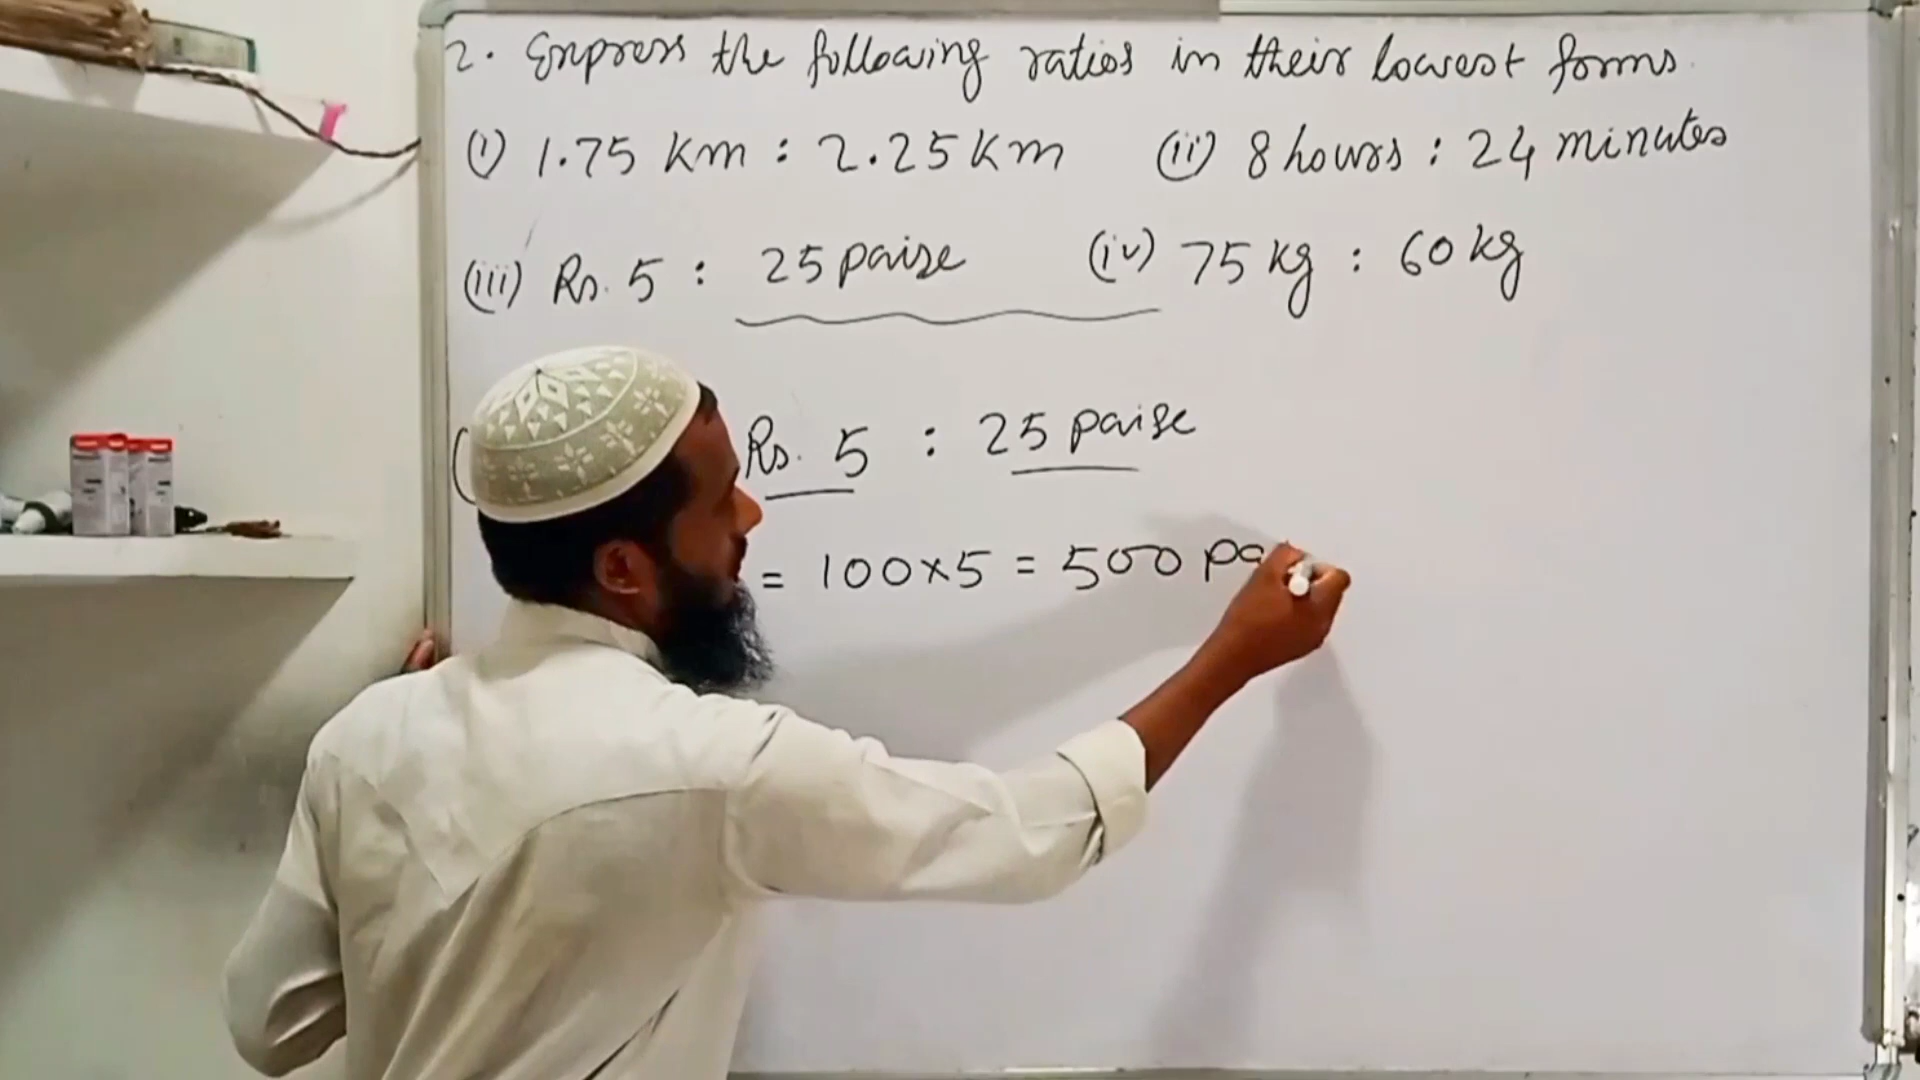 2. Express the following ratios in their lowest forms.
(i) 1.75 Km : 2.25 Km (ii) 8 hours : 24 minutes
(iii) Rs. 5 : 25 paise (iv) 75 kg : 60 kg
Rs. 5 : 25 paise
= 100×5 = 500 pa